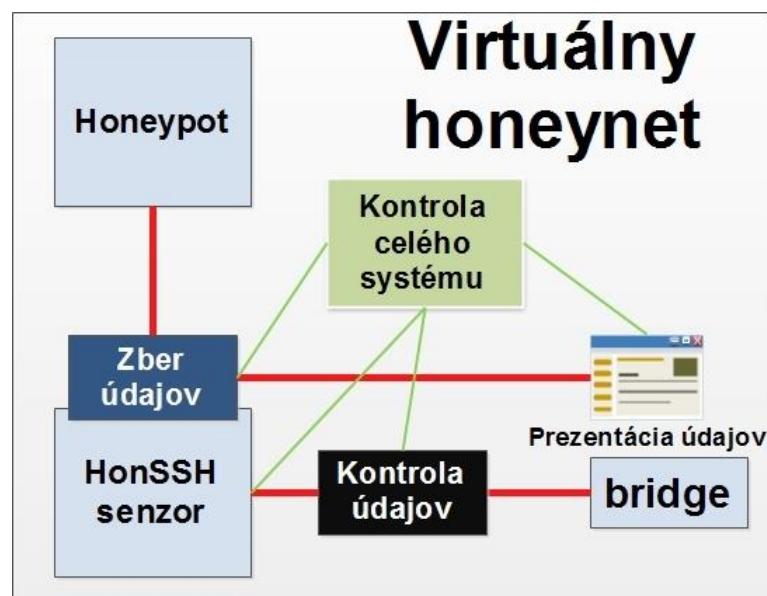 Virtuálny
honeynet
Honeypot
Kontrola
celého
systému
Zber
údajov
Prezentácia údajov
HonSSH
senzor
Kontrola
údajov
bridge